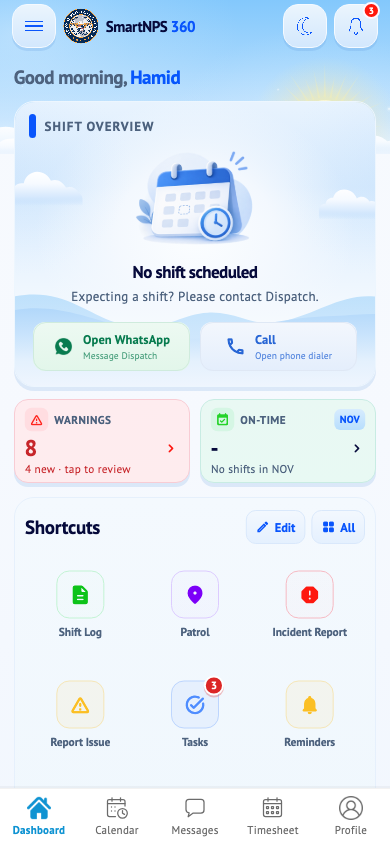 SmartNPS 360
3
Good morning, Hamid
SHIFT OVERVIEW
No shift scheduled
Expecting a shift? Please contact Dispatch.
Open WhatsApp
Message Dispatch
Call
Open phone dialer
WARNINGS
8
4 new · tap to review
ON-TIME
NOV
-
No shifts in NOV
Shortcuts
Edit
All
Shift Log
Patrol
Incident Report
Report Issue
3
Tasks
Reminders
Dashboard
Calendar
Messages
Timesheet
Profile